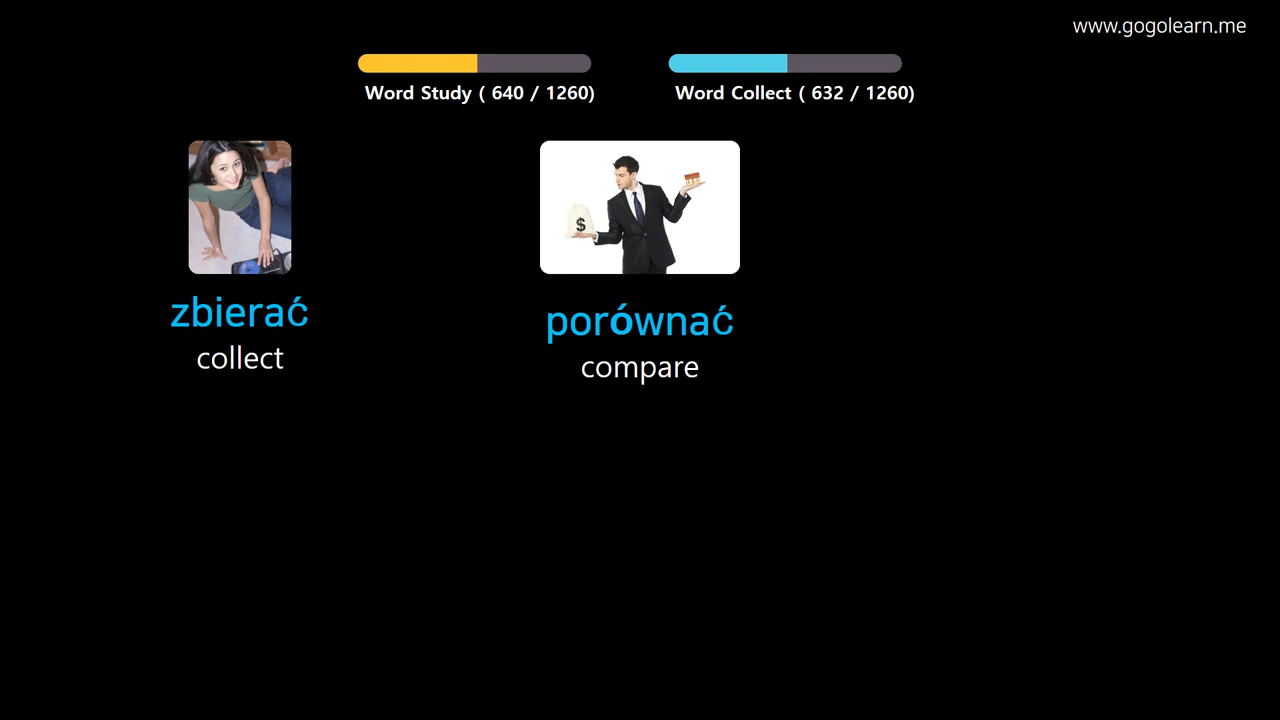 www.gogolearn.me
Word Study ( 640 / 1260)
Word Collect ( 632 / 1260)
$
zbierać
collect
porównać
compare